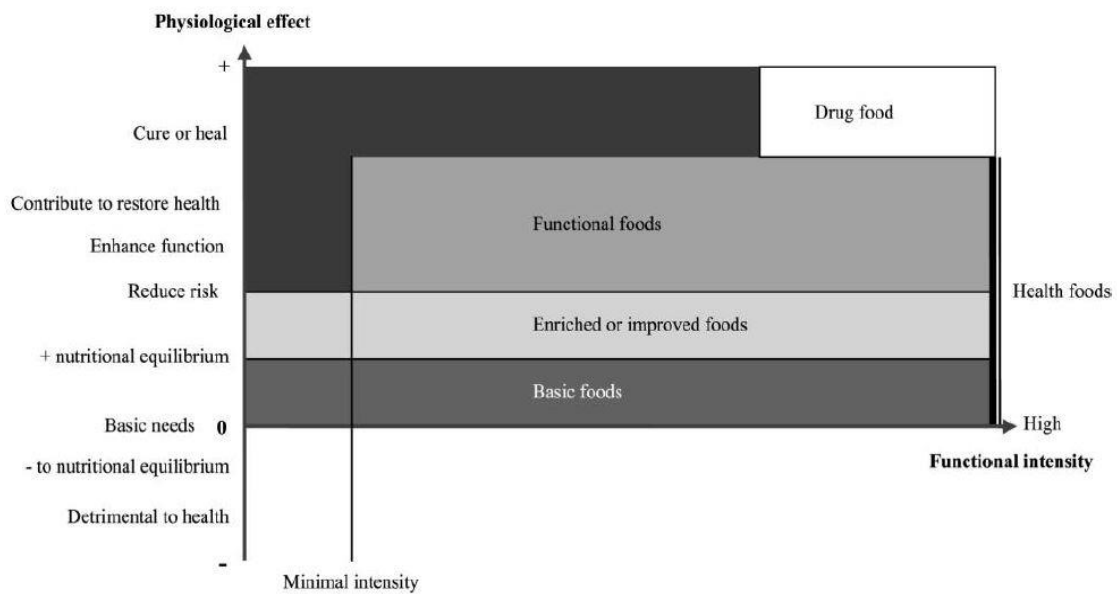 Physiological effect
+
Drug food
Cure or heal
Contribute to restore health
Functional foods
Enhance function
Reduce risk
Health foods
Enriched or improved foods
+ nutritional equilibrium
Basic foods
Basic needs 0
High
- to nutritional equilibrium
Functional intensity
Detrimental to health
-
Minimal intensity